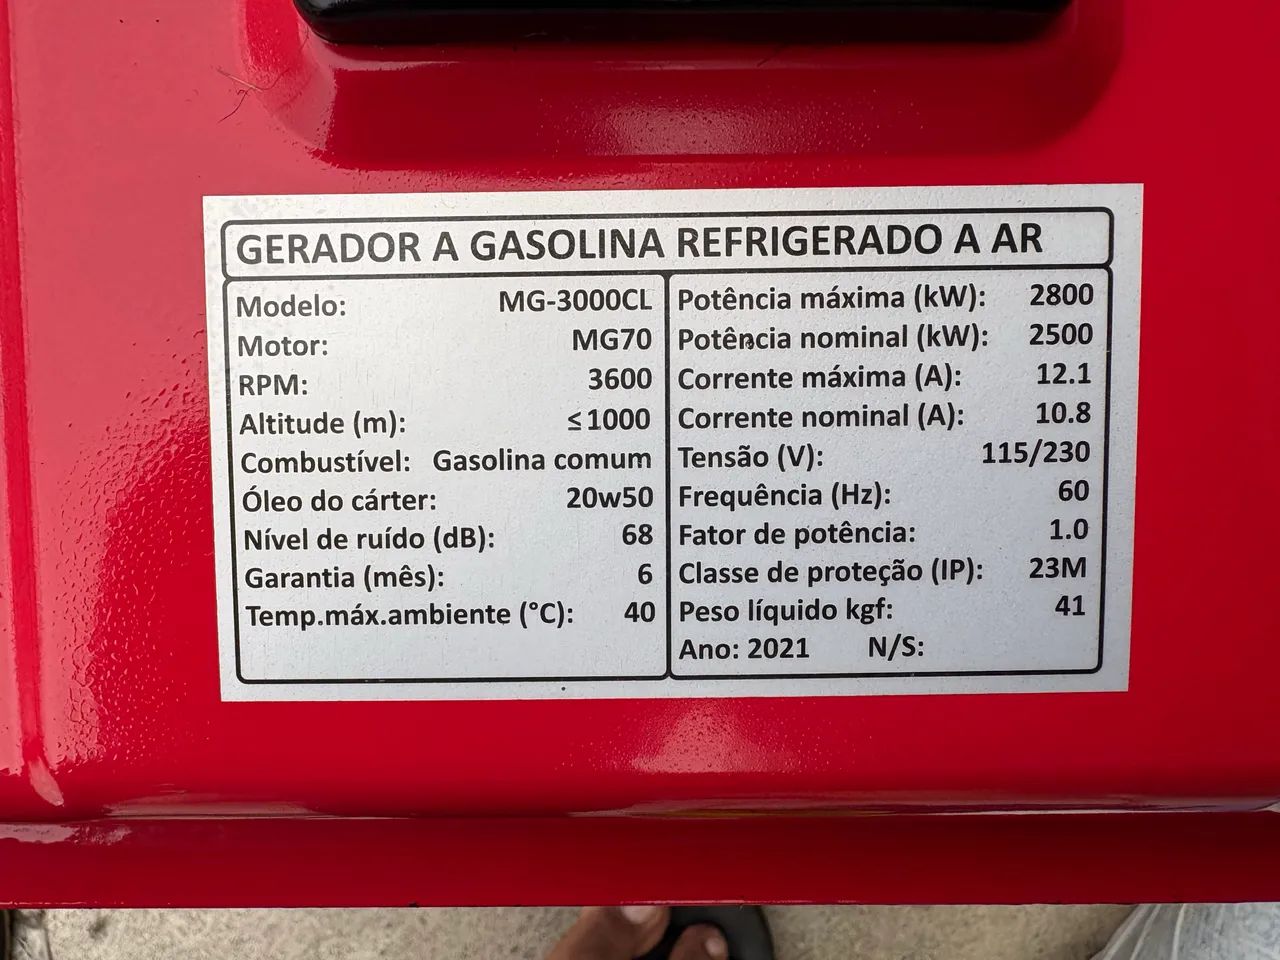 GERADOR A GASOLINA REFRIGERADO A AR
Modelo: MG-3000CL
Motor: MG70
RPM: 3600
Altitude (m): ≤1000
Combustível: Gasolina comum
Óleo do cárter: 20w50
Nível de ruído (dB): 68
Garantia (mês): 6
Temp.máx.ambiente (°C): 40
Potência máxima (kW): 2800
Potência nominal (kW): 2500
Corrente máxima (A): 12.1
Corrente nominal (A): 10.8
Tensão (V): 115/230
Frequência (Hz): 60
Fator de potência: 1.0
Classe de proteção (IP): 23M
Peso líquido kgf: 41
Ano: 2021 N/S: